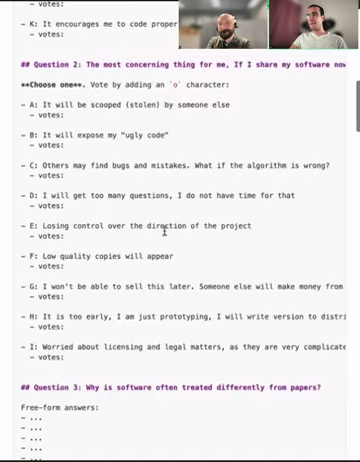 - votes:
- K: It encourages me to code proper
- votes:
## Question 2: The most concerning thing for me, If I share my software now
**Choose one**. Vote by adding an `o` character:
- A: It will be scooped (stolen) by someone else
- votes:
- B: It will expose my "ugly code"
- votes:
- C: Others may find bugs and mistakes. What if the algorithm is wrong?
- votes:
- D: I will get too many questions, I do not have time for that
- votes:
- E: Losing control over the direction of the project
- votes:
- F: Low quality copies will appear
- votes:
- G: I won't be able to sell this later. Someone else will make money from
- votes:
- H: It is too early, I am just prototyping, I will write version to distri
- votes:
- I: Worried about licensing and legal matters, as they are very complicate
- votes:
## Question 3: Why is software often treated differently from papers?
Free-form answers:
- ...
- ...
- ...
- ...
- ...